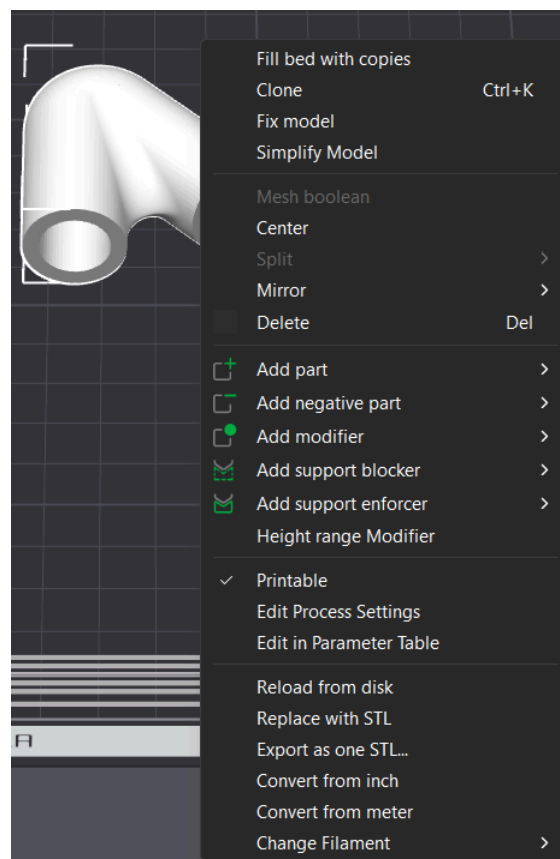 Fill bed with copies
Clone Ctrl+K
Fix model
Simplify Model
Mesh boolean
Center
Split
Mirror
Delete Del
Add part
Add negative part
Add modifier
Add support blocker
Add support enforcer
Height range Modifier
Printable
Edit Process Settings
Edit in Parameter Table
Reload from disk
Replace with STL
Export as one STL...
Convert from inch
Convert from meter
Change Filament